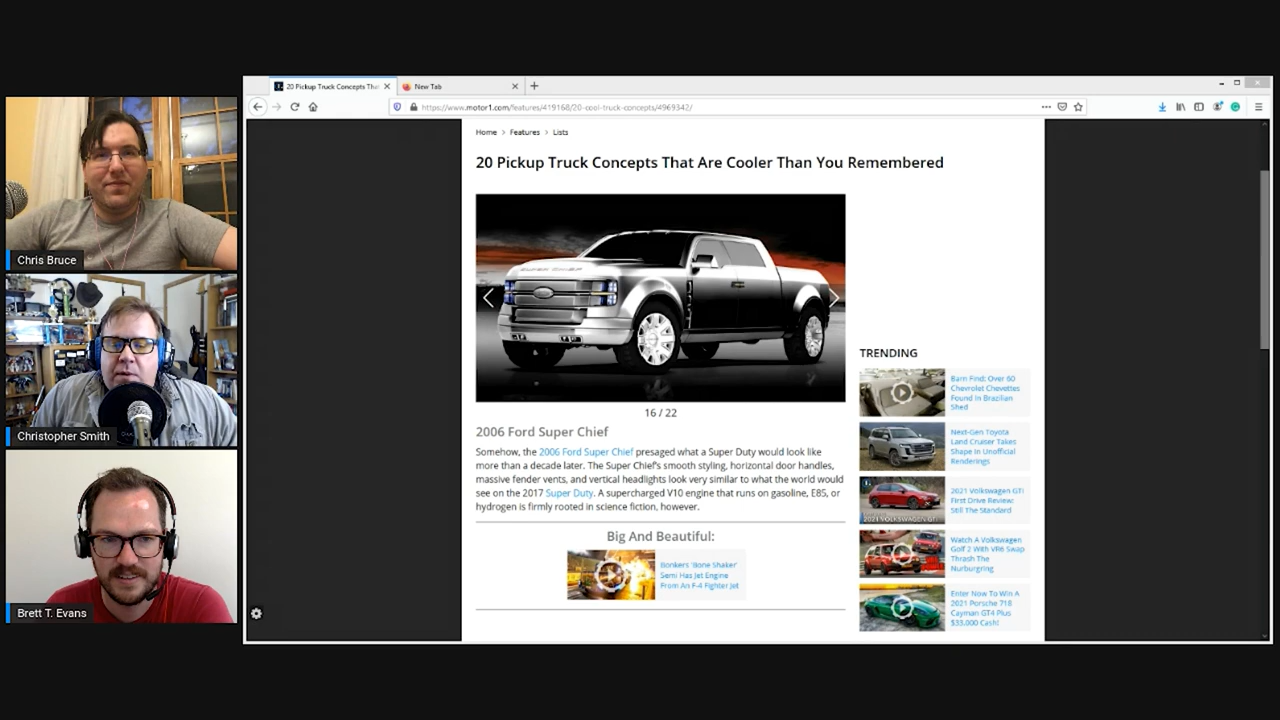 20 Pickup Truck Concepts Tha
New Tab
https://www.motor1.com/features/419168/20-cool-truck-concepts/4969342/
Home > Features > Lists
20 Pickup Truck Concepts That Are Cooler Than You Remembered
SUPER CHIEF
16 / 22
2006 Ford Super Chief
Somehow, the 2006 Ford Super Chief presaged what a Super Duty would look like
more than a decade later. The Super Chief's smooth styling, horizontal door handles,
massive fender vents, and vertical headlights look very similar to what the world would
see on the 2017 Super Duty. A supercharged V10 engine that runs on gasoline, E85, or
hydrogen is firmly rooted in science fiction, however.
Big And Beautiful:
Bonkers 'Bone Shaker'
Semi Has Jet Engine
From An F-4 Fighter Jet
TRENDING
Barn Find: Over 60
Chevrolet Chevettes
Found In Brazilian
Shed
Next-Gen Toyota
Land Cruiser Takes
Shape In Unofficial
Renderings
2021 Volkswagen GTI
First Drive Review:
Still The Standard
2021 VOLKSWAGEN GTI
Watch A Volkswagen
Golf 2 With VR6 Swap
Thrash The
Nurburgring
Enter Now To Win A
2021 Porsche 718
Cayman GT4 Plus
$35,000 Cash!
Chris Bruce
Christopher Smith
Brett T. Evans